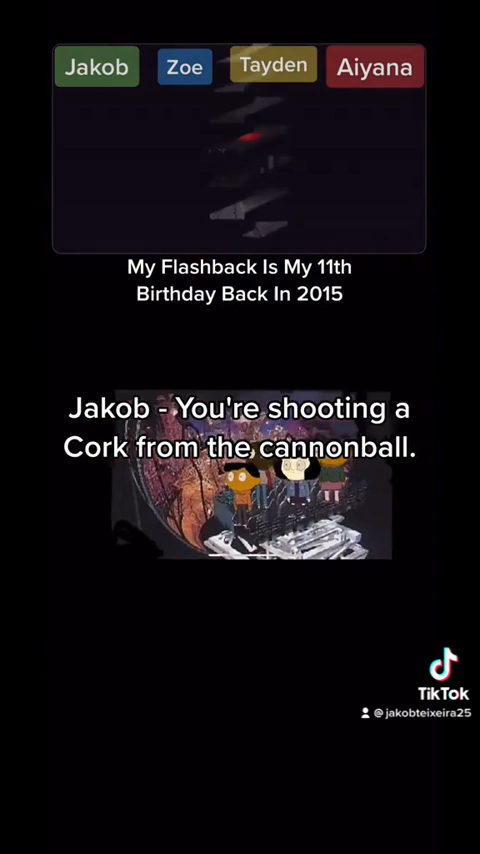 Jakob Zoe Tayden Aiyana
My Flashback Is My 11th
Birthday Back In 2015
Jakob - You're shooting a
Cork from the cannonball.
TikTok
@jakobteixeira25